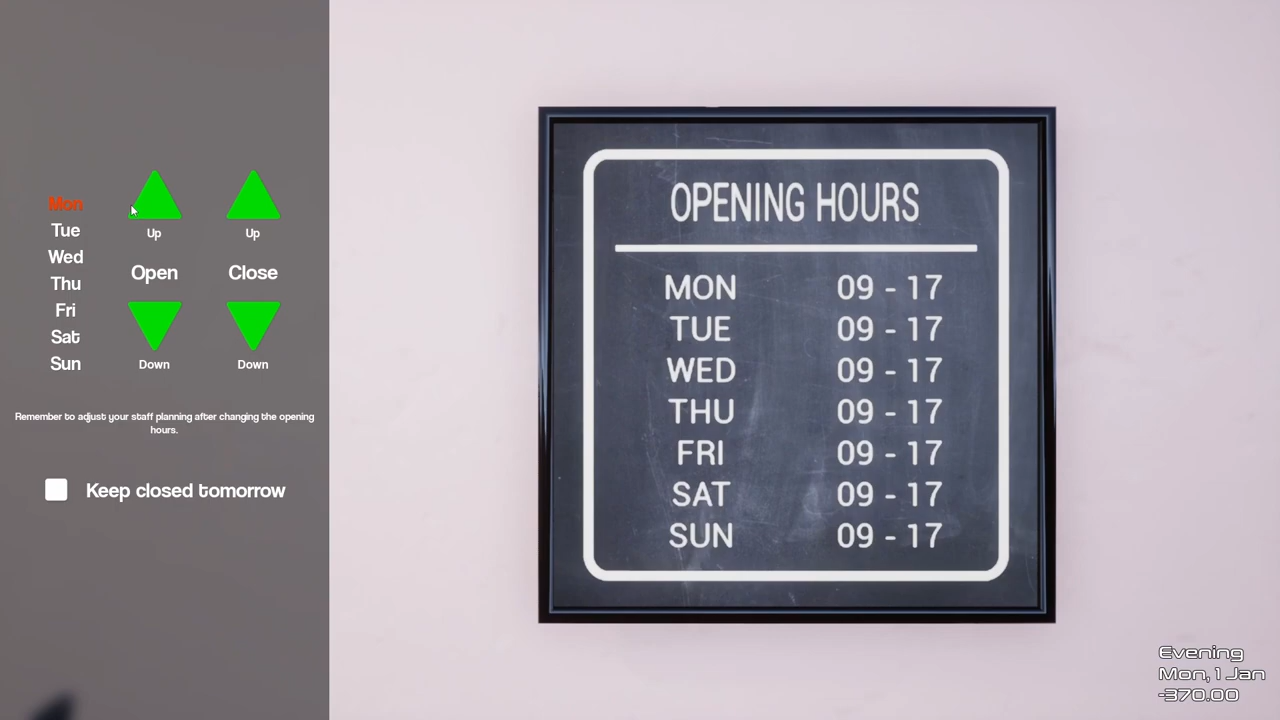 Mon
Tue
Wed
Thu
Fri
Sat
Sun
Up
Up
Open
Close
Down
Down
Remember to adjust your staff planning after changing the opening
hours.
Keep closed tomorrow
OPENING HOURS
MON 09 - 17
TUE 09 - 17
WED 09 - 17
THU 09 - 17
FRI 09 - 17
SAT 09 - 17
SUN 09 - 17
Evening
Mon, 1 Jan
-370.00